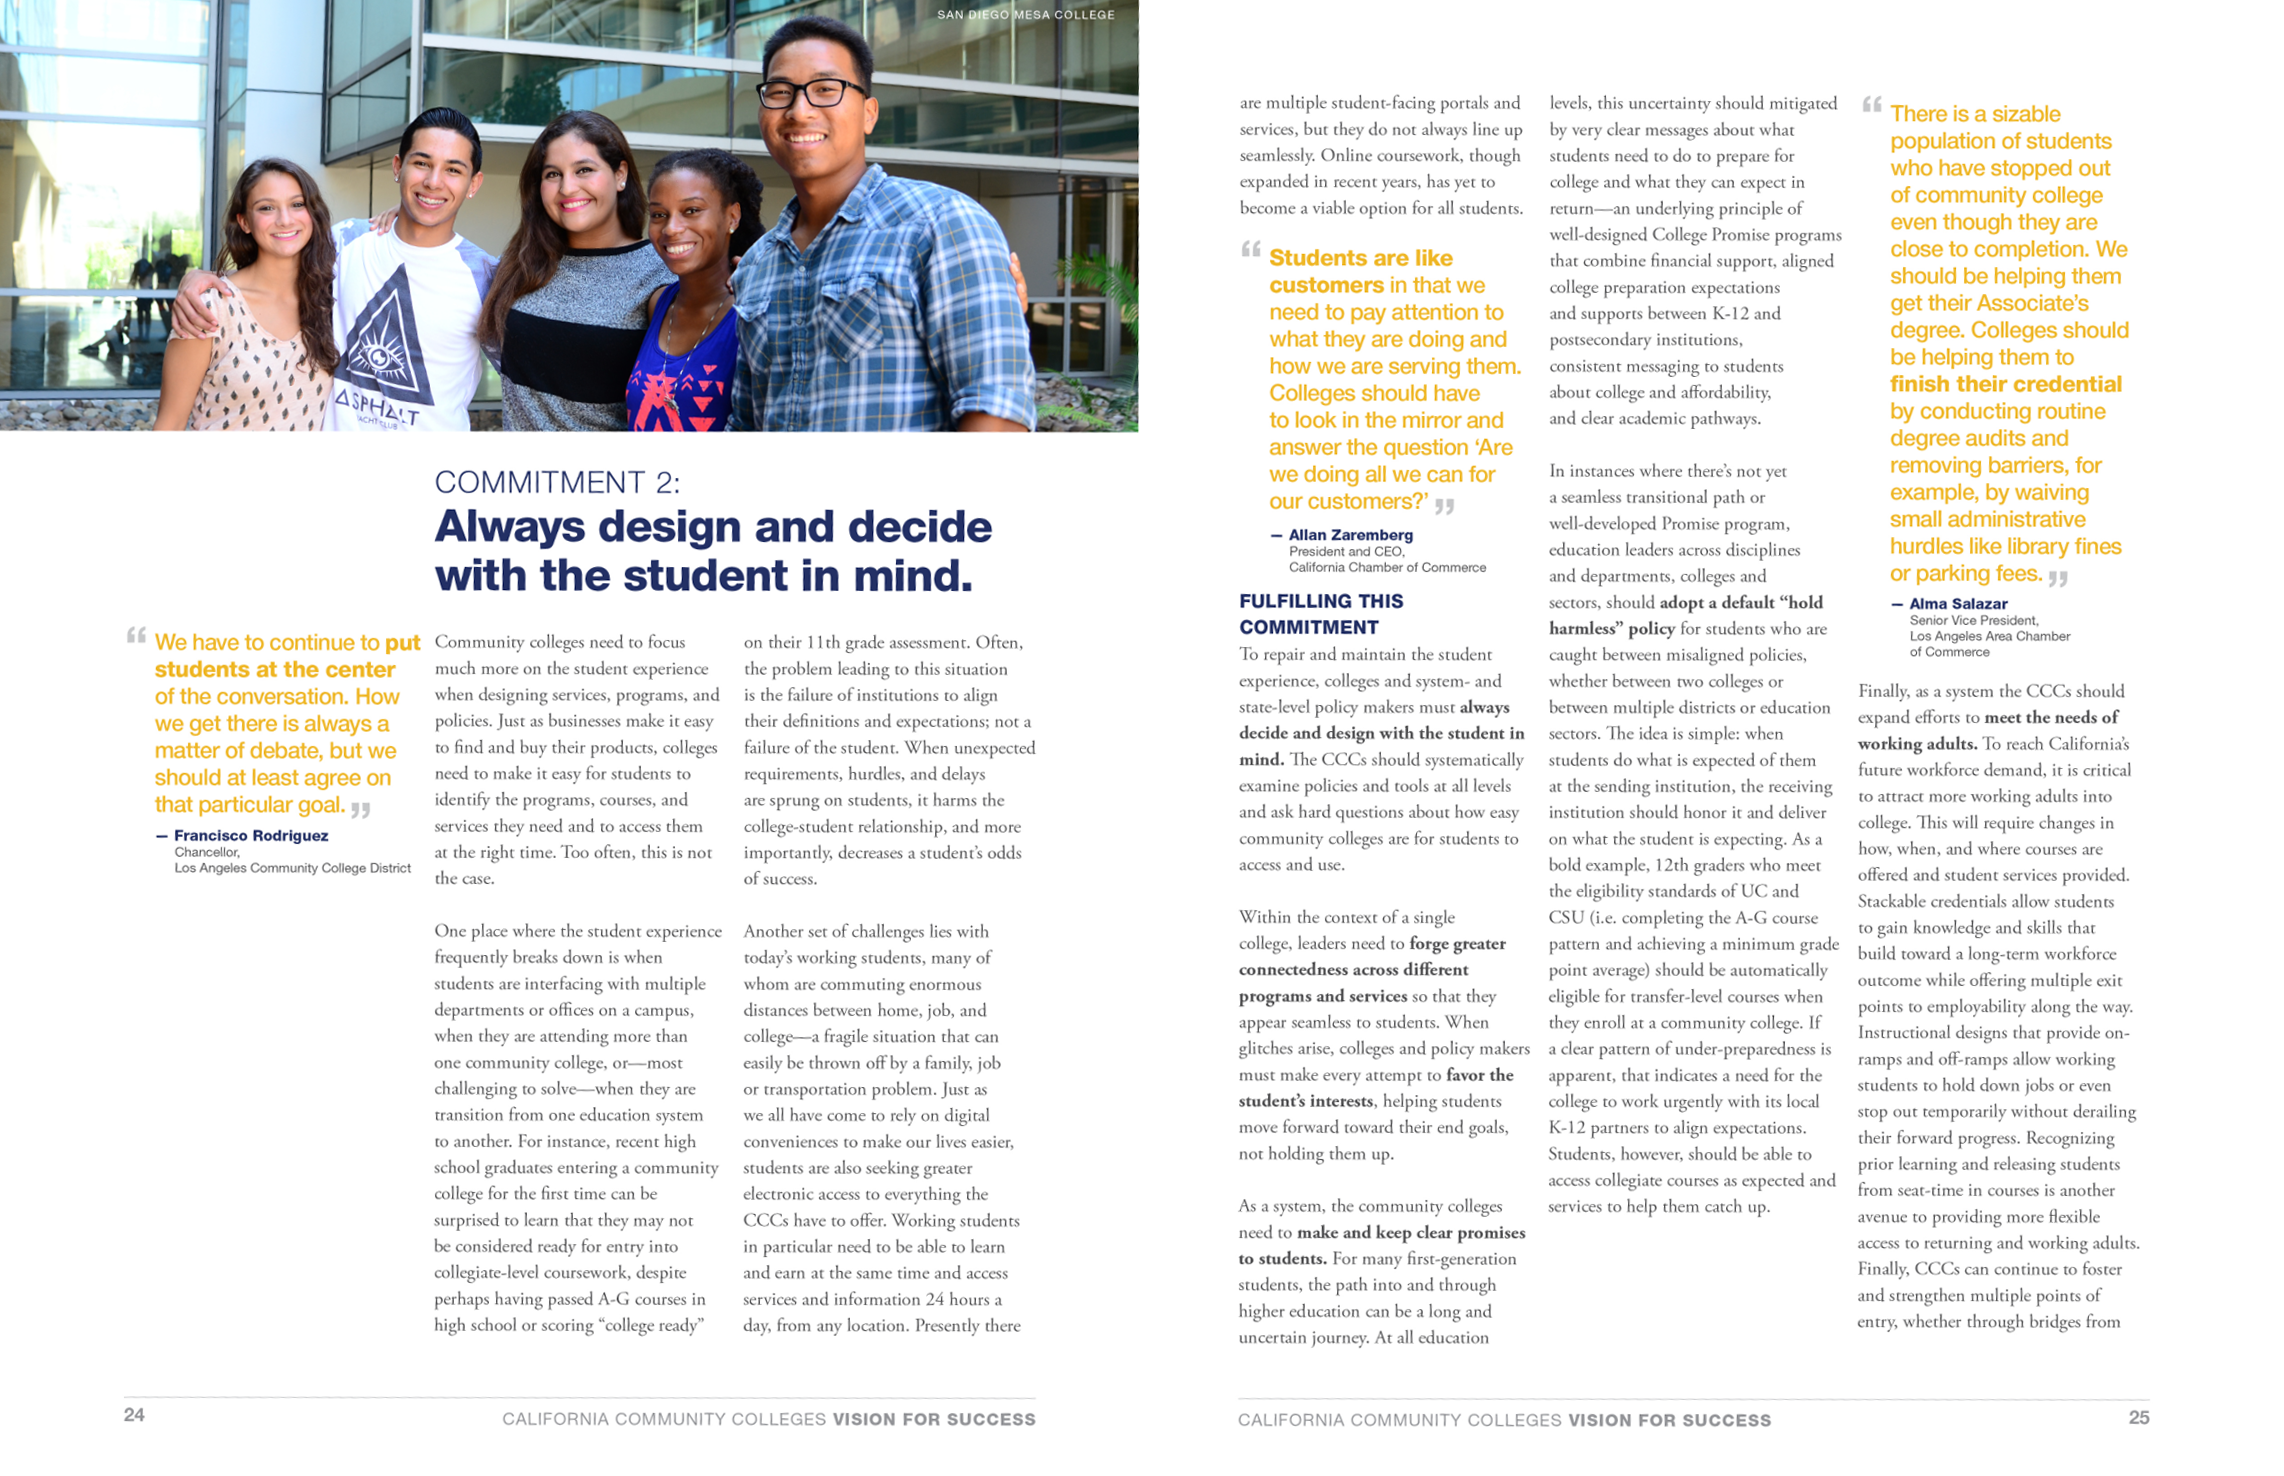 SAN DIEGO MESA COLLEGE
ASPHALT
YACHT CLUB
COMMITMENT 2:
Always design and decide
with the student in mind.
“ We have to continue to put
students at the center
of the conversation. How
we get there is always a
matter of debate, but we
should at least agree on
that particular goal. ”
— Francisco Rodriguez
Chancellor,
Los Angeles Community College District
Community colleges need to focus
much more on the student experience
when designing services, programs, and
policies. Just as businesses make it easy
to find and buy their products, colleges
need to make it easy for students to
identify the programs, courses, and
services they need and to access them
at the right time. Too often, this is not
the case.
One place where the student experience
frequently breaks down is when
students are interfacing with multiple
departments or offices on a campus,
when they are attending more than
one community college, or—most
challenging to solve—when they are
transition from one education system
to another. For instance, recent high
school graduates entering a community
college for the first time can be
surprised to learn that they may not
be considered ready for entry into
collegiate-level coursework, despite
perhaps having passed A-G courses in
high school or scoring “college ready”
on their 11th grade assessment. Often,
the problem leading to this situation
is the failure of institutions to align
their definitions and expectations; not a
failure of the student. When unexpected
requirements, hurdles, and delays
are sprung on students, it harms the
college-student relationship, and more
importantly, decreases a student’s odds
of success.
Another set of challenges lies with
today’s working students, many of
whom are commuting enormous
distances between home, job, and
college—a fragile situation that can
easily be thrown off by a family, job
or transportation problem. Just as
we all have come to rely on digital
conveniences to make our lives easier,
students are also seeking greater
electronic access to everything the
CCCs have to offer. Working students
in particular need to be able to learn
and earn at the same time and access
services and information 24 hours a
day, from any location. Presently there
24
CALIFORNIA COMMUNITY COLLEGES VISION FOR SUCCESS
are multiple student-facing portals and
services, but they do not always line up
seamlessly. Online coursework, though
expanded in recent years, has yet to
become a viable option for all students.
“ Students are like
customers in that we
need to pay attention to
what they are doing and
how we are serving them.
Colleges should have
to look in the mirror and
answer the question ‘Are
we doing all we can for
our customers?’ ”
— Allan Zaremberg
President and CEO,
California Chamber of Commerce
FULFILLING THIS
COMMITMENT
To repair and maintain the student
experience, colleges and system- and
state-level policy makers must always
decide and design with the student in
mind. The CCCs should systematically
examine policies and tools at all levels
and ask hard questions about how easy
community colleges are for students to
access and use.
Within the context of a single
college, leaders need to forge greater
connectedness across different
programs and services so that they
appear seamless to students. When
glitches arise, colleges and policy makers
must make every attempt to favor the
student’s interests, helping students
move forward toward their end goals,
not holding them up.
As a system, the community colleges
need to make and keep clear promises
to students. For many first-generation
students, the path into and through
higher education can be a long and
uncertain journey. At all education
levels, this uncertainty should mitigated
by very clear messages about what
students need to do to prepare for
college and what they can expect in
return—an underlying principle of
well-designed College Promise programs
that combine financial support, aligned
college preparation expectations
and supports between K-12 and
postsecondary institutions,
consistent messaging to students
about college and affordability,
and clear academic pathways.
In instances where there’s not yet
a seamless transitional path or
well-developed Promise program,
education leaders across disciplines
and departments, colleges and
sectors, should adopt a default “hold
harmless” policy for students who are
caught between misaligned policies,
whether between two colleges or
between multiple districts or education
sectors. The idea is simple: when
students do what is expected of them
at the sending institution, the receiving
institution should honor it and deliver
on what the student is expecting. As a
bold example, 12th graders who meet
the eligibility standards of UC and
CSU (i.e. completing the A-G course
pattern and achieving a minimum grade
point average) should be automatically
eligible for transfer-level courses when
they enroll at a community college. If
a clear pattern of under-preparedness is
apparent, that indicates a need for the
college to work urgently with its local
K-12 partners to align expectations.
Students, however, should be able to
access collegiate courses as expected and
services to help them catch up.
“ There is a sizable
population of students
who have stopped out
of community college
even though they are
close to completion. We
should be helping them
get their Associate’s
degree. Colleges should
be helping them to
finish their credential
by conducting routine
degree audits and
removing barriers, for
example, by waiving
small administrative
hurdles like library fines
or parking fees. ”
— Alma Salazar
Senior Vice President,
Los Angeles Area Chamber
of Commerce
Finally, as a system the CCCs should
expand efforts to meet the needs of
working adults. To reach California’s
future workforce demand, it is critical
to attract more working adults into
college. This will require changes in
how, when, and where courses are
offered and student services provided.
Stackable credentials allow students
to gain knowledge and skills that
build toward a long-term workforce
outcome while offering multiple exit
points to employability along the way.
Instructional designs that provide on-
ramps and off-ramps allow working
students to hold down jobs or even
stop out temporarily without derailing
their forward progress. Recognizing
prior learning and releasing students
from seat-time in courses is another
avenue to providing more flexible
access to returning and working adults.
Finally, CCCs can continue to foster
and strengthen multiple points of
entry, whether through bridges from
CALIFORNIA COMMUNITY COLLEGES VISION FOR SUCCESS
25